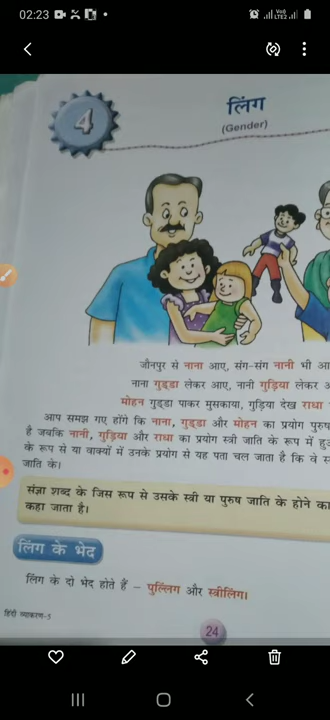 02:23
4
लिंग
(Gender)
जौनपुर से नाना आए, संग-संग नानी भी आ
नाना गुड्डा लेकर आए, नानी गुड़िया लेकर अ
मोहन गुड्डा पाकर मुसकाया, गुड़िया देख राधा
आप समझ गए होंगे कि नाना, गुड्डा और मोहन का प्रयोग पुरुष
है जबकि नानी, गुड़िया और राधा का प्रयोग स्त्री जाति के रूप में हुअ
के रूप से या वाक्यों में उनके प्रयोग से यह पता चल जाता है कि वे स
जाति के।
संज्ञा शब्द के जिस रूप से उसके स्त्री या पुरुष जाति के होने का
कहा जाता है।
लिंग के भेद
लिंग के दो भेद होते हैं – पुल्लिंग और स्त्रीलिंग।
हिंदी व्याकरण-5
24